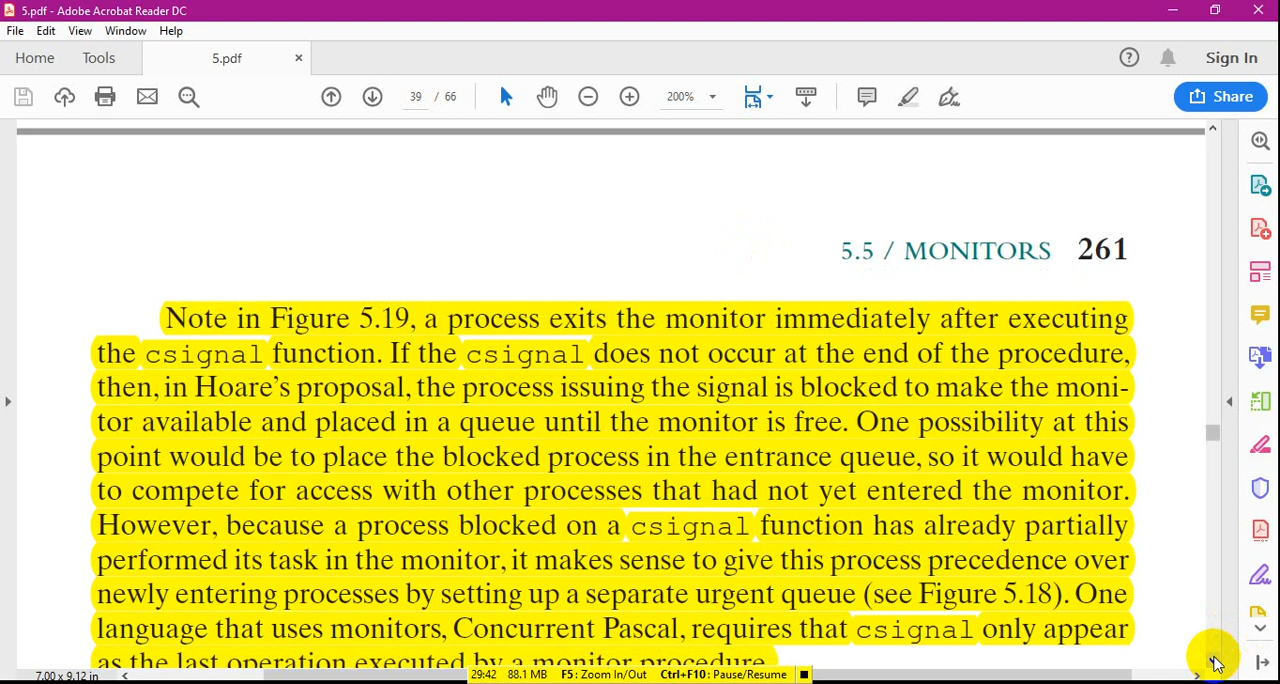 5.pdf - Adobe Acrobat Reader DC
File Edit View Window Help
Home Tools 5.pdf × Sign In
39 / 66 200% Share
5.5 / MONITORS 261
Note in Figure 5.19, a process exits the monitor immediately after executing
the csignal function. If the csignal does not occur at the end of the procedure,
then, in Hoare's proposal, the process issuing the signal is blocked to make the moni-
tor available and placed in a queue until the monitor is free. One possibility at this
point would be to place the blocked process in the entrance queue, so it would have
to compete for access with other processes that had not yet entered the monitor.
However, because a process blocked on a csignal function has already partially
performed its task in the monitor, it makes sense to give this process precedence over
newly entering processes by setting up a separate urgent queue (see Figure 5.18). One
language that uses monitors, Concurrent Pascal, requires that csignal only appear
as the last operation executed by a monitor procedure.
7.00 x 9.12 in 29:42 88.1 MB F5: Zoom In/Out Ctrl+F10: Pause/Resume